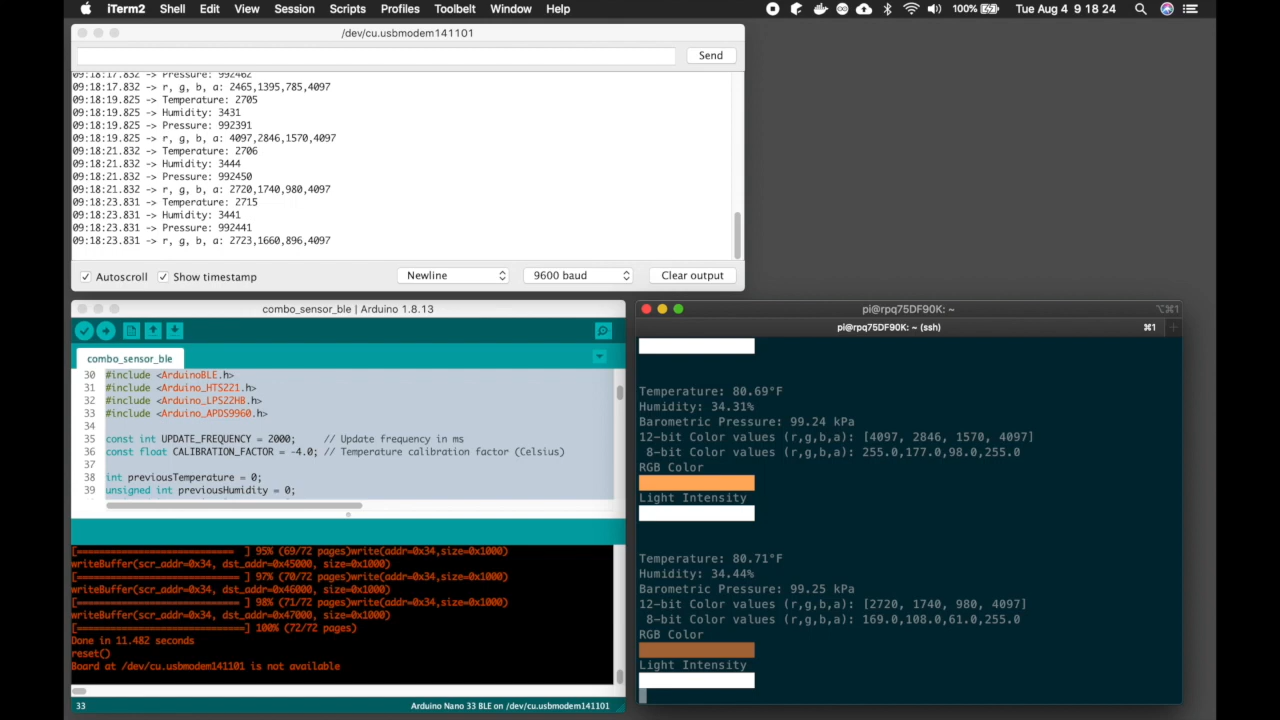 iTerm2 Shell Edit View Session Scripts Profiles Toolbelt Window Help 100% Tue Aug 4 9 18 24
/dev/cu.usbmodem141101
Send
09:18:17.832 -> Pressure: 992462
09:18:17.832 -> r, g, b, a: 2465,1395,785,4097
09:18:19.825 -> Temperature: 2705
09:18:19.825 -> Humidity: 3431
09:18:19.825 -> Pressure: 992391
09:18:19.825 -> r, g, b, a: 4097,2846,1570,4097
09:18:21.832 -> Temperature: 2706
09:18:21.832 -> Humidity: 3444
09:18:21.832 -> Pressure: 992450
09:18:21.832 -> r, g, b, a: 2720,1740,980,4097
09:18:23.831 -> Temperature: 2715
09:18:23.831 -> Humidity: 3441
09:18:23.831 -> Pressure: 992441
09:18:23.831 -> r, g, b, a: 2723,1660,896,4097
Autoscroll Show timestamp Newline 9600 baud Clear output
combo_sensor_ble | Arduino 1.8.13
combo_sensor_ble
30 #include <ArduinoBLE.h>
31 #include <Arduino_HTS221.h>
32 #include <Arduino_LPS22HB.h>
33 #include <Arduino_APDS9960.h>
34
35 const int UPDATE_FREQUENCY = 2000; // Update frequency in ms
36 const float CALIBRATION_FACTOR = -4.0; // Temperature calibration factor (Celsius)
37
38 int previousTemperature = 0;
39 unsigned int previousHumidity = 0;
[============================ ] 95% (69/72 pages)write(addr=0x34,size=0x1000)
writeBuffer(scr_addr=0x34, dst_addr=0x45000, size=0x1000)
[============================= ] 97% (70/72 pages)write(addr=0x34,size=0x1000)
writeBuffer(scr_addr=0x34, dst_addr=0x46000, size=0x1000)
[============================= ] 98% (71/72 pages)write(addr=0x34,size=0x1000)
writeBuffer(scr_addr=0x34, dst_addr=0x47000, size=0x1000)
[==============================] 100% (72/72 pages)
Done in 11.482 seconds
reset()
Board at /dev/cu.usbmodem141101 is not available
33 Arduino Nano 33 BLE on /dev/cu.usbmodem141101
pi@rpq75DF90K: ~ ⌥⌘1
pi@rpq75DF90K: ~ (ssh) ⌘1 +
Temperature: 80.69°F
Humidity: 34.31%
Barometric Pressure: 99.24 kPa
12-bit Color values (r,g,b,a): [4097, 2846, 1570, 4097]
8-bit Color values (r,g,b,a): 255.0,177.0,98.0,255.0
RGB Color
Light Intensity
Temperature: 80.71°F
Humidity: 34.44%
Barometric Pressure: 99.25 kPa
12-bit Color values (r,g,b,a): [2720, 1740, 980, 4097]
8-bit Color values (r,g,b,a): 169.0,108.0,61.0,255.0
RGB Color
Light Intensity